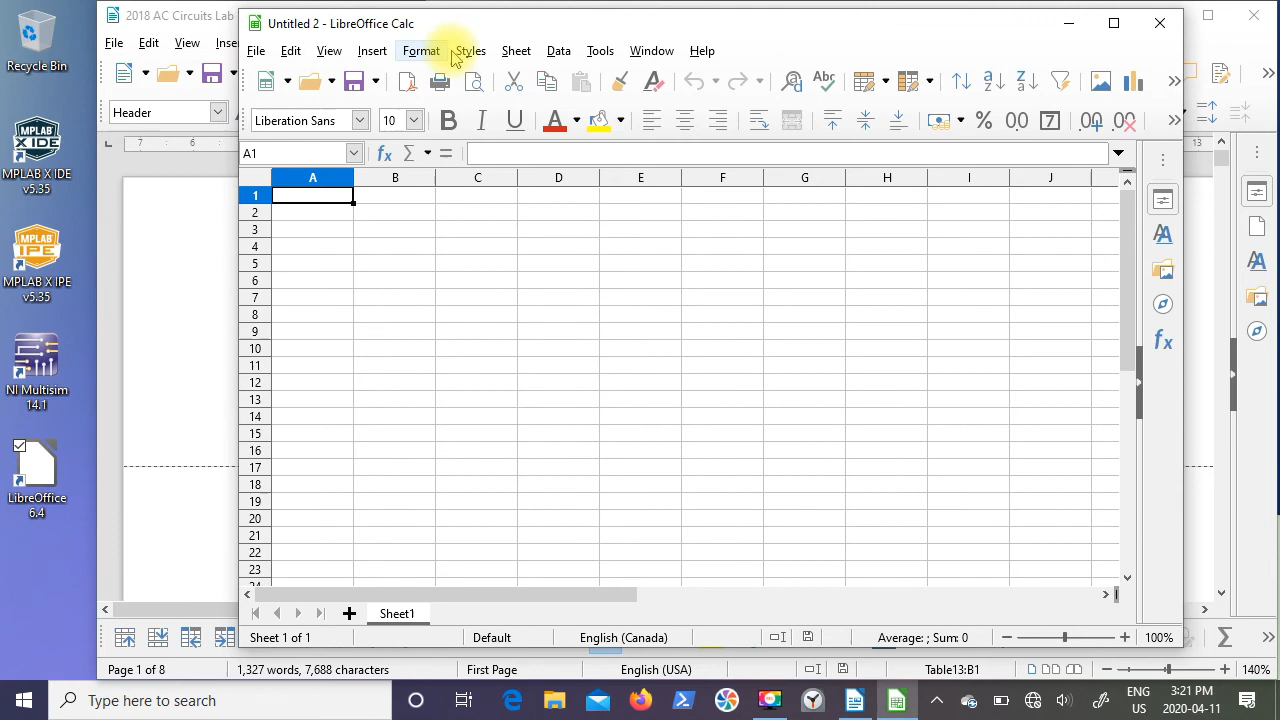 Recycle Bin
MPLAB X IDE
v5.35
MPLAB X IPE
v5.35
NI Multisim
14.1
LibreOffice
6.4
2018 AC Circuits Lab
File Edit View Inser
Header
7 6
Untitled 2 - LibreOffice Calc
File Edit View Insert Format Styles Sheet Data Tools Window Help
Liberation Sans 10
A1
A B C D E F G H I J
1
2
3
4
5
6
7
8
9
10
11
12
13
14
15
16
17
18
19
20
21
22
23
24
Sheet1
Sheet 1 of 1 Default English (Canada) Average: ; Sum: 0 100%
13
Page 1 of 8 1,327 words, 7,688 characters First Page English (USA) Table13:B1 140%
Type here to search
ENG
US
3:21 PM
2020-04-11